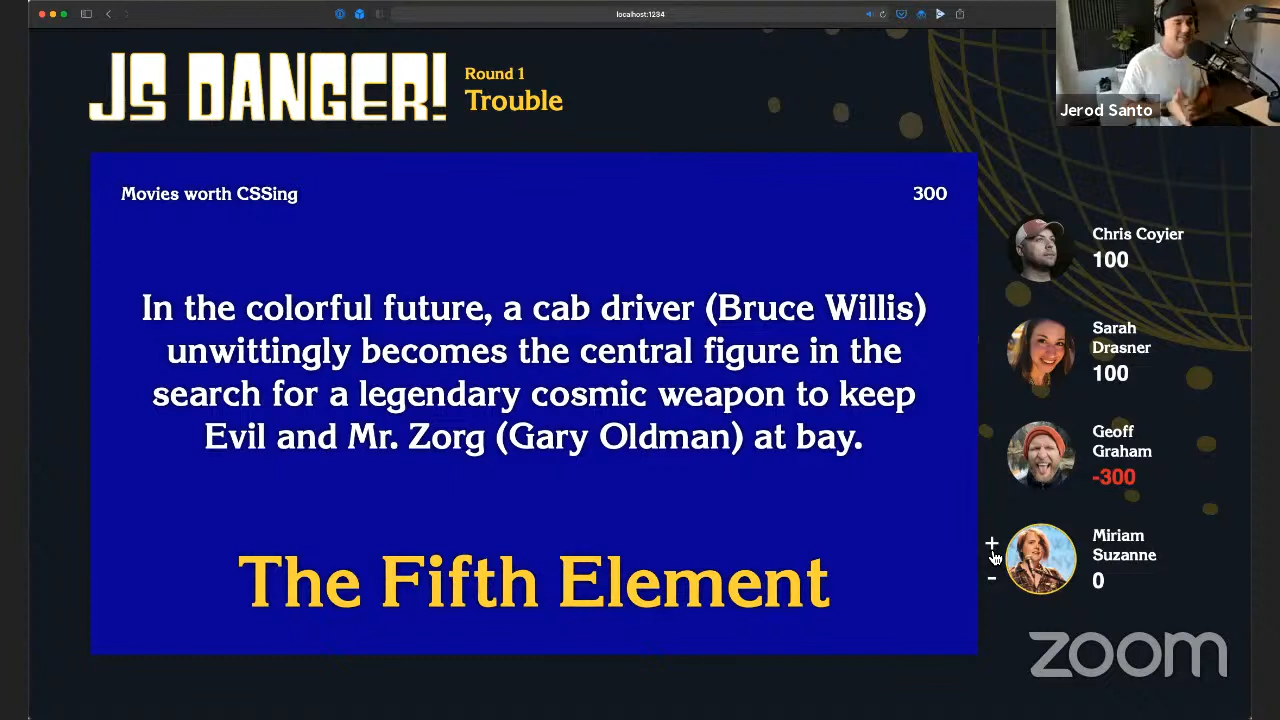 localhost:1234
JS DANGER!
Round 1
Trouble
Jerod Santo
Movies worth CSSing
300
In the colorful future, a cab driver (Bruce Willis)
unwittingly becomes the central figure in the
search for a legendary cosmic weapon to keep
Evil and Mr. Zorg (Gary Oldman) at bay.
The Fifth Element
Chris Coyier
100
Sarah
Drasner
100
Geoff
Graham
-300
+
-
Miriam
Suzanne
0
zoom